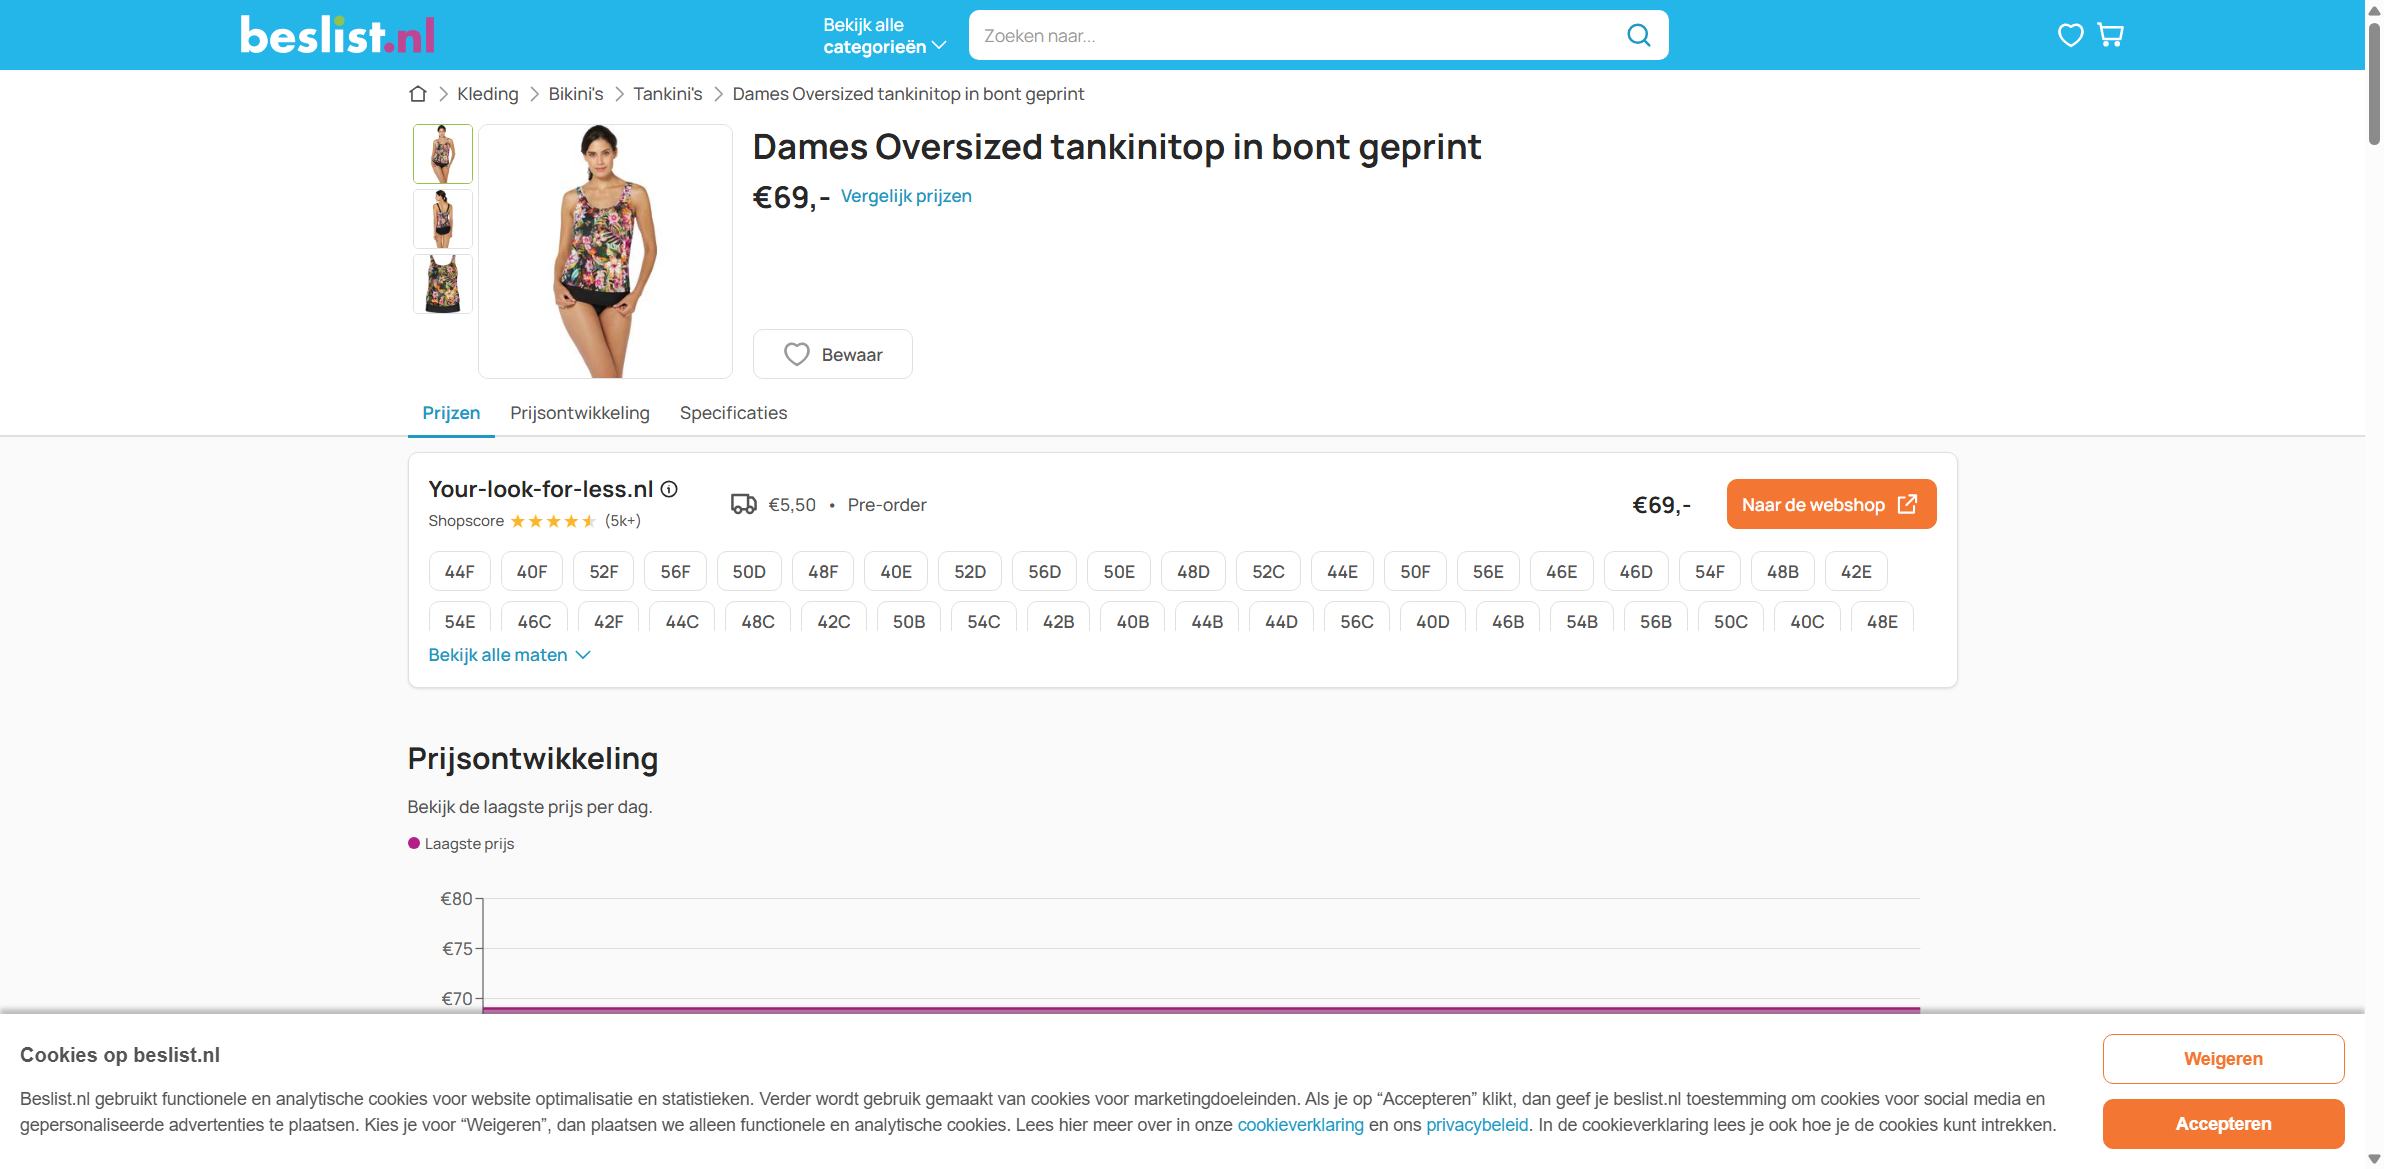 beslist.nl
Bekijk alle
categorieën
Zoeken naar...
Kleding
Bikini's
Tankini's
Dames Oversized tankinitop in bont geprint
Dames Oversized tankinitop in bont geprint
€69,- Vergelijk prijzen
Bewaar
Prijzen Prijsontwikkeling Specificaties
Your-look-for-less.nl
Shopscore (5k+)
€5,50 • Pre-order
€69,-
Naar de webshop
44F 40F 52F 56F 50D 48F 40E 52D 56D 50E 48D 52C 44E 50F 56E 46E 46D 54F 48B 42E
54E 46C 42F 44C 48C 42C 50B 54C 42B 40B 44B 44D 56C 40D 46B 54B 56B 50C 40C 48E
Bekijk alle maten
Prijsontwikkeling
Bekijk de laagste prijs per dag.
Laagste prijs
€80
€75
€70
Cookies op beslist.nl
Beslist.nl gebruikt functionele en analytische cookies voor website optimalisatie en statistieken. Verder wordt gebruik gemaakt van cookies voor marketingdoeleinden. Als je op “Accepteren” klikt, dan geef je beslist.nl toestemming om cookies voor social media en
gepersonaliseerde advertenties te plaatsen. Kies je voor “Weigeren”, dan plaatsen we alleen functionele en analytische cookies. Lees hier meer over in onze cookieverklaring en ons privacybeleid. In de cookieverklaring lees je ook hoe je de cookies kunt intrekken.
Weigeren
Accepteren